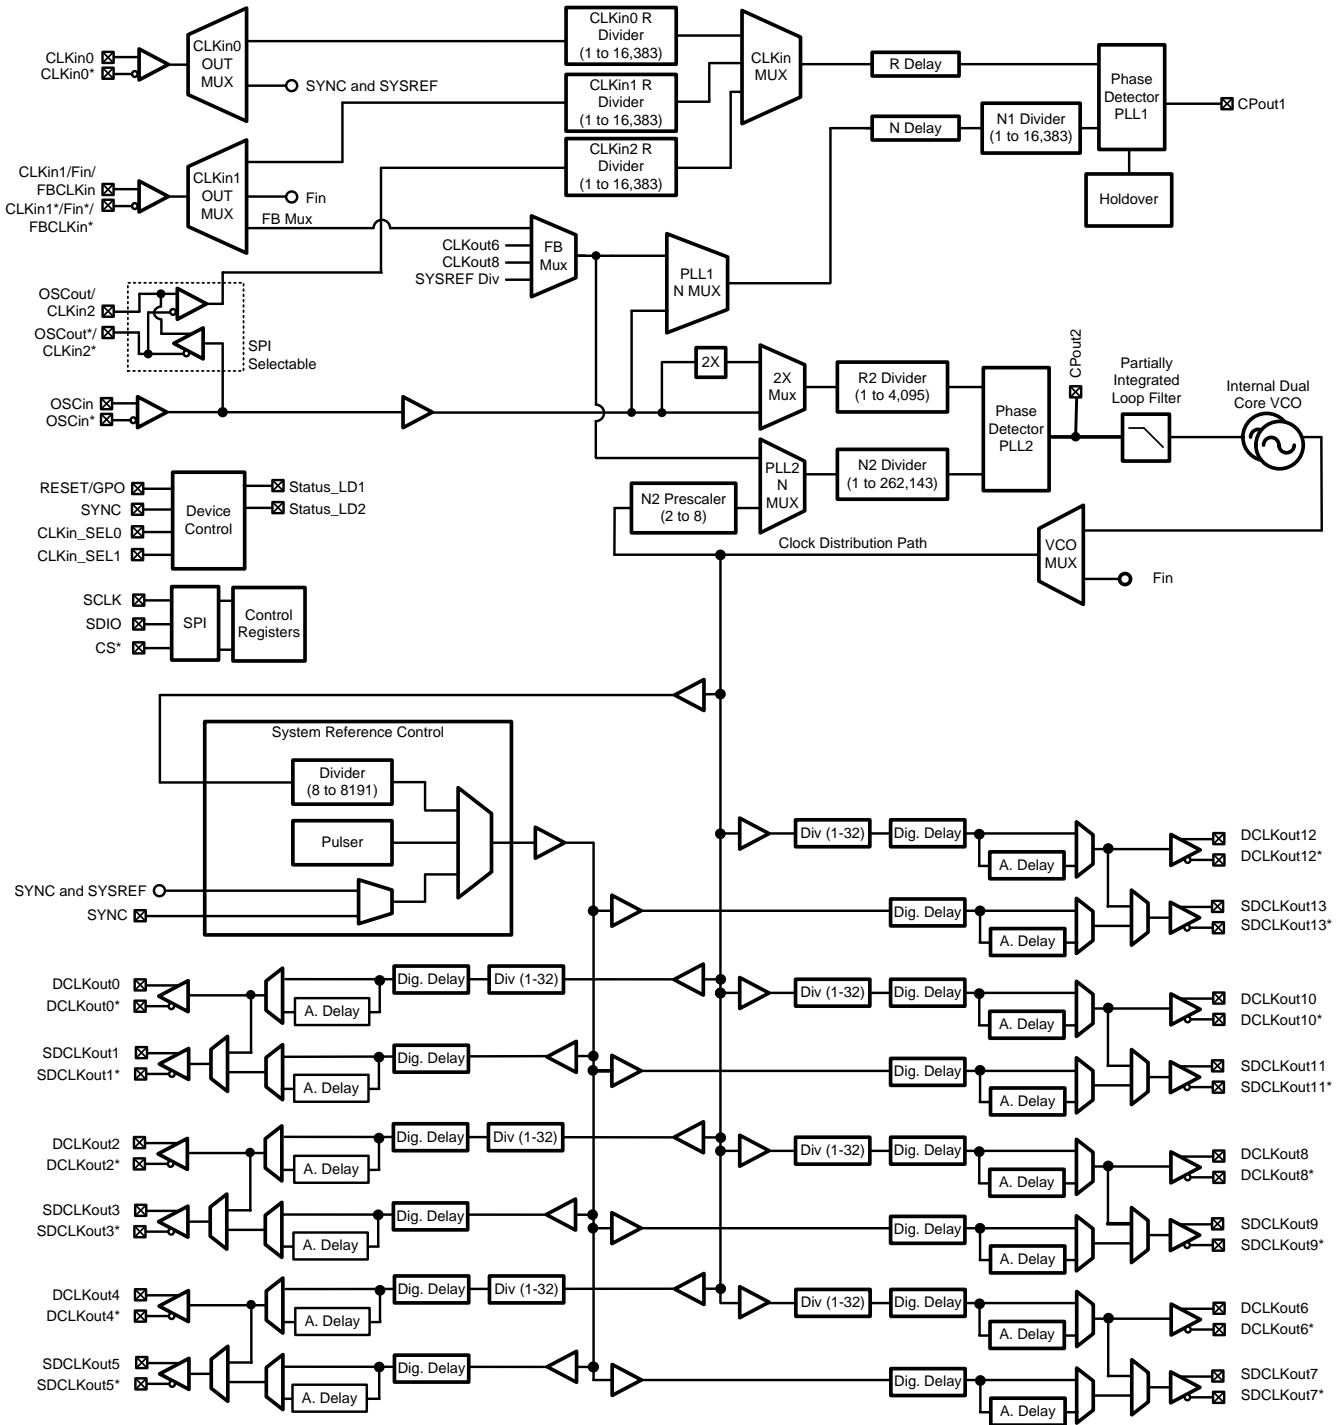 CLKin0
CLKin0*
CLKin0
OUT
MUX
SYNC and SYSREF
CLKin0 R
Divider
(1 to 16,383)
CLKin1 R
Divider
(1 to 16,383)
CLKin2 R
Divider
(1 to 16,383)
CLKin
MUX
R Delay
N Delay
N1 Divider
(1 to 16,383)
Phase
Detector
PLL1
CPout1
Holdover
CLKin1/Fin/
FBCLKin
CLKin1*/Fin*/
FBCLKin*
CLKin1
OUT
MUX
Fin
FB Mux
CLKout6
CLKout8
SYSREF Div
FB
Mux
PLL1
N MUX
OSCout/
CLKin2
OSCout*/
CLKin2*
SPI
Selectable
OSCin
OSCin*
2X
2X
Mux
R2 Divider
(1 to 4,095)
Phase
Detector
PLL2
CPout2
Partially
Integrated
Loop Filter
Internal Dual
Core VCO
PLL2
N
MUX
N2 Divider
(1 to 262,143)
N2 Prescaler
(2 to 8)
Clock Distribution Path
VCO
MUX
Fin
RESET/GPO
SYNC
CLKin_SEL0
CLKin_SEL1
Device
Control
Status_LD1
Status_LD2
SCLK
SDIO
CS*
SPI
Control
Registers
System Reference Control
Divider
(8 to 8191)
Pulser
SYNC and SYSREF
SYNC
Div (1-32)
Dig. Delay
A. Delay
DCLKout12
DCLKout12*
Dig. Delay
A. Delay
SDCLKout13
SDCLKout13*
DCLKout0
DCLKout0*
A. Delay
Dig. Delay
Div (1-32)
Div (1-32)
Dig. Delay
A. Delay
DCLKout10
DCLKout10*
SDCLKout1
SDCLKout1*
A. Delay
Dig. Delay
Dig. Delay
A. Delay
SDCLKout11
SDCLKout11*
DCLKout2
DCLKout2*
A. Delay
Dig. Delay
Div (1-32)
Div (1-32)
Dig. Delay
A. Delay
DCLKout8
DCLKout8*
SDCLKout3
SDCLKout3*
A. Delay
Dig. Delay
Dig. Delay
A. Delay
SDCLKout9
SDCLKout9*
DCLKout4
DCLKout4*
A. Delay
Dig. Delay
Div (1-32)
Div (1-32)
Dig. Delay
A. Delay
DCLKout6
DCLKout6*
SDCLKout5
SDCLKout5*
A. Delay
Dig. Delay
Dig. Delay
A. Delay
SDCLKout7
SDCLKout7*